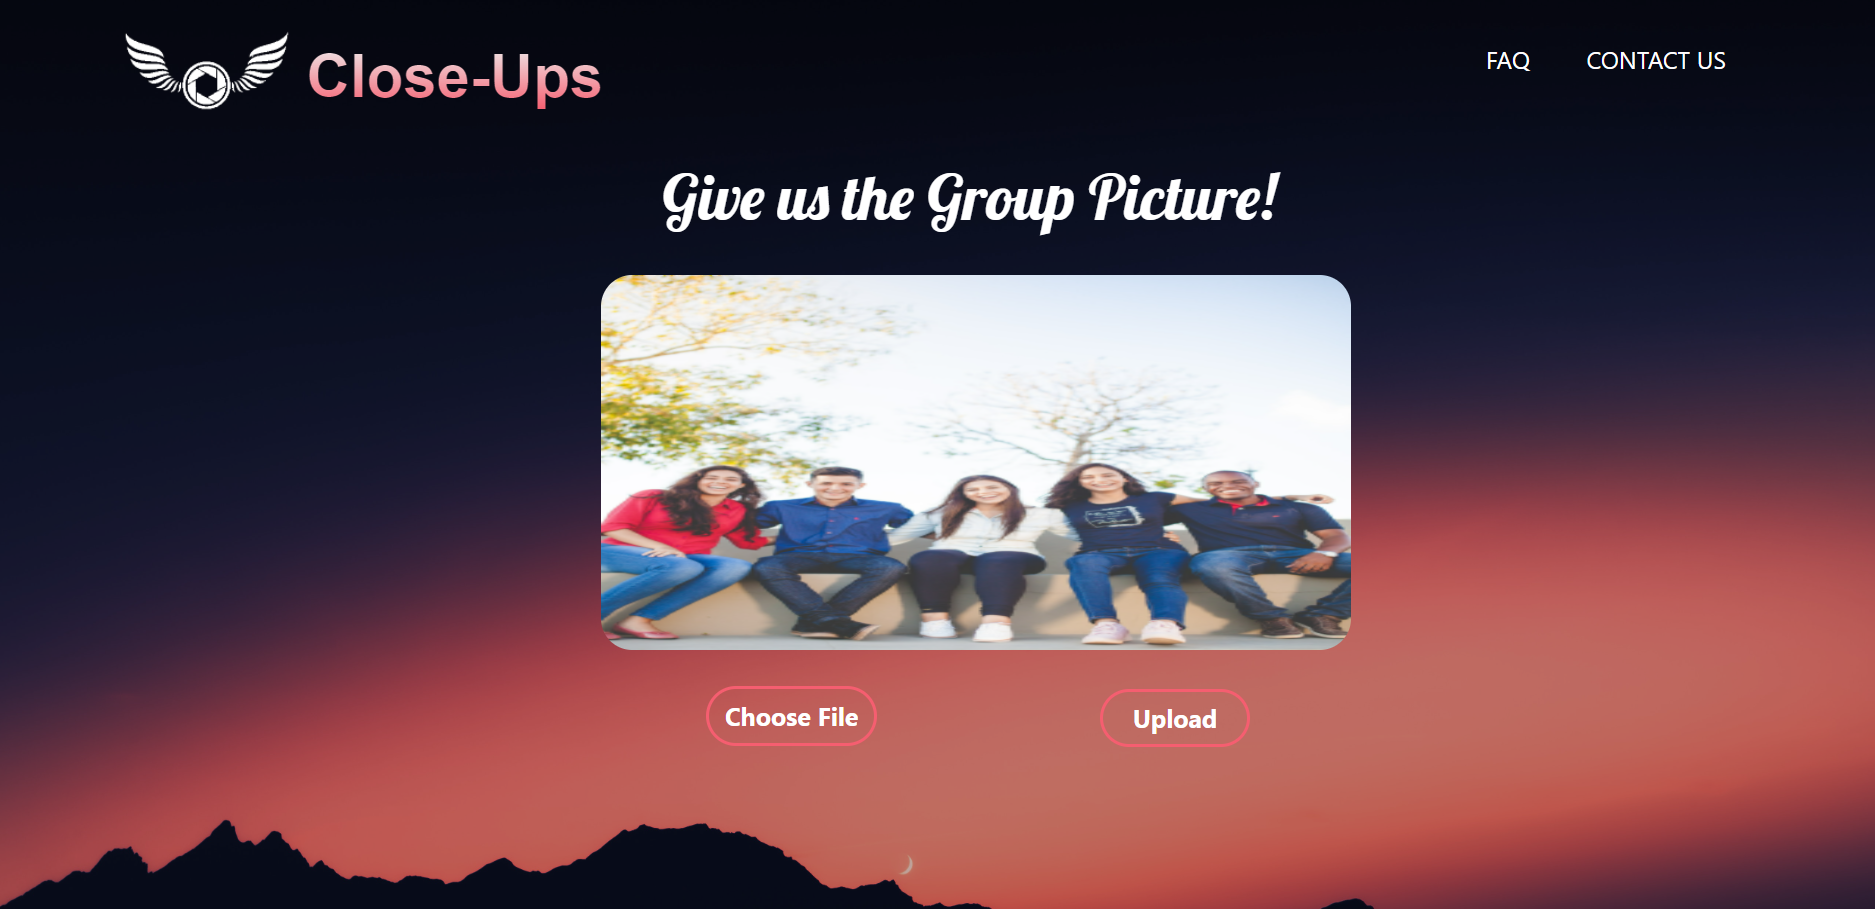 Close-Ups
FAQ
CONTACT US
Give us the Group Picture!
Choose File
Upload